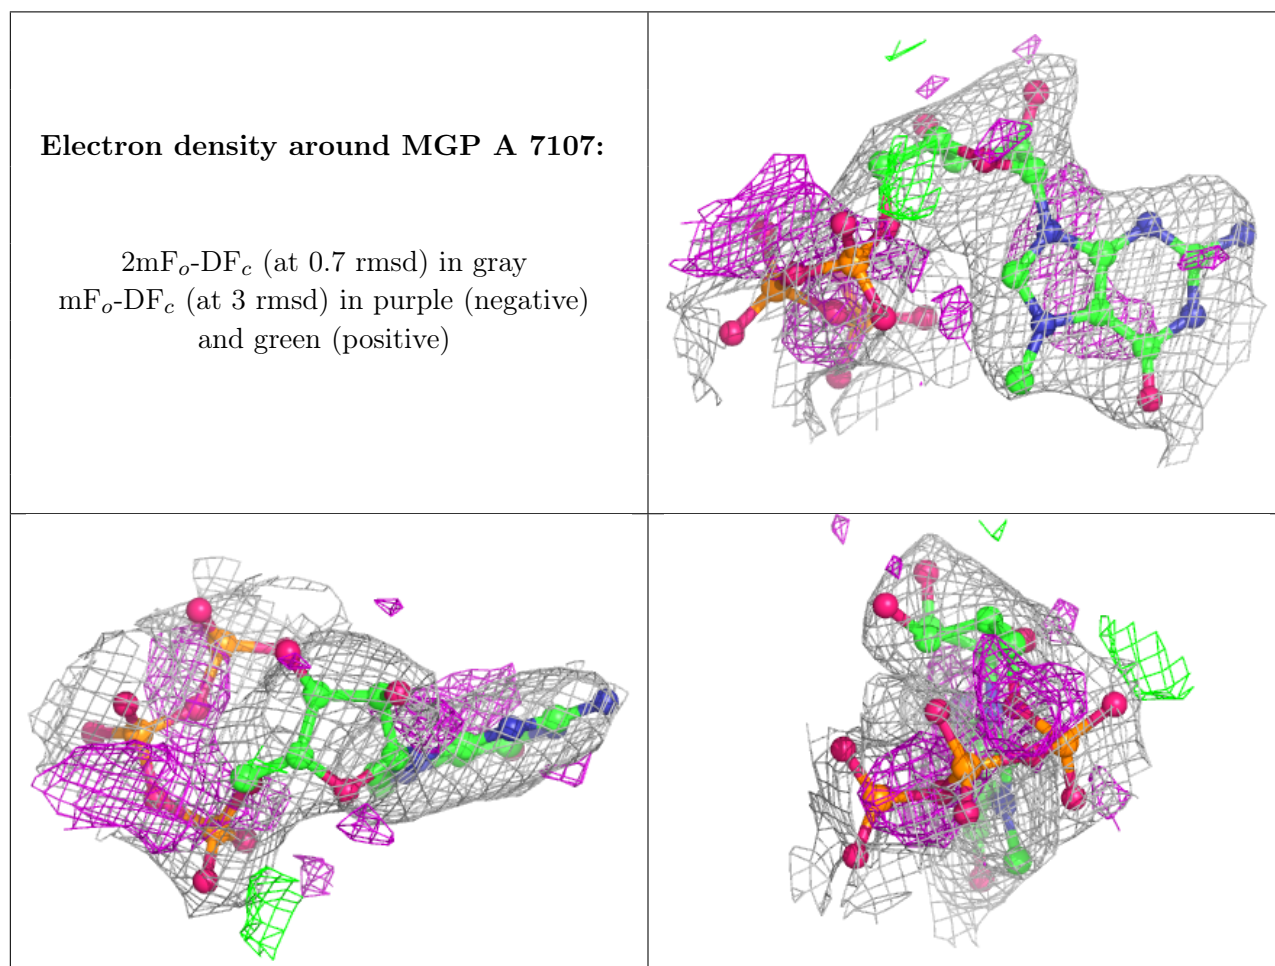 Electron density around MGP A 7107:
2mFo-DFc (at 0.7 rmsd) in gray
mFo-DFc (at 3 rmsd) in purple (negative)
and green (positive)